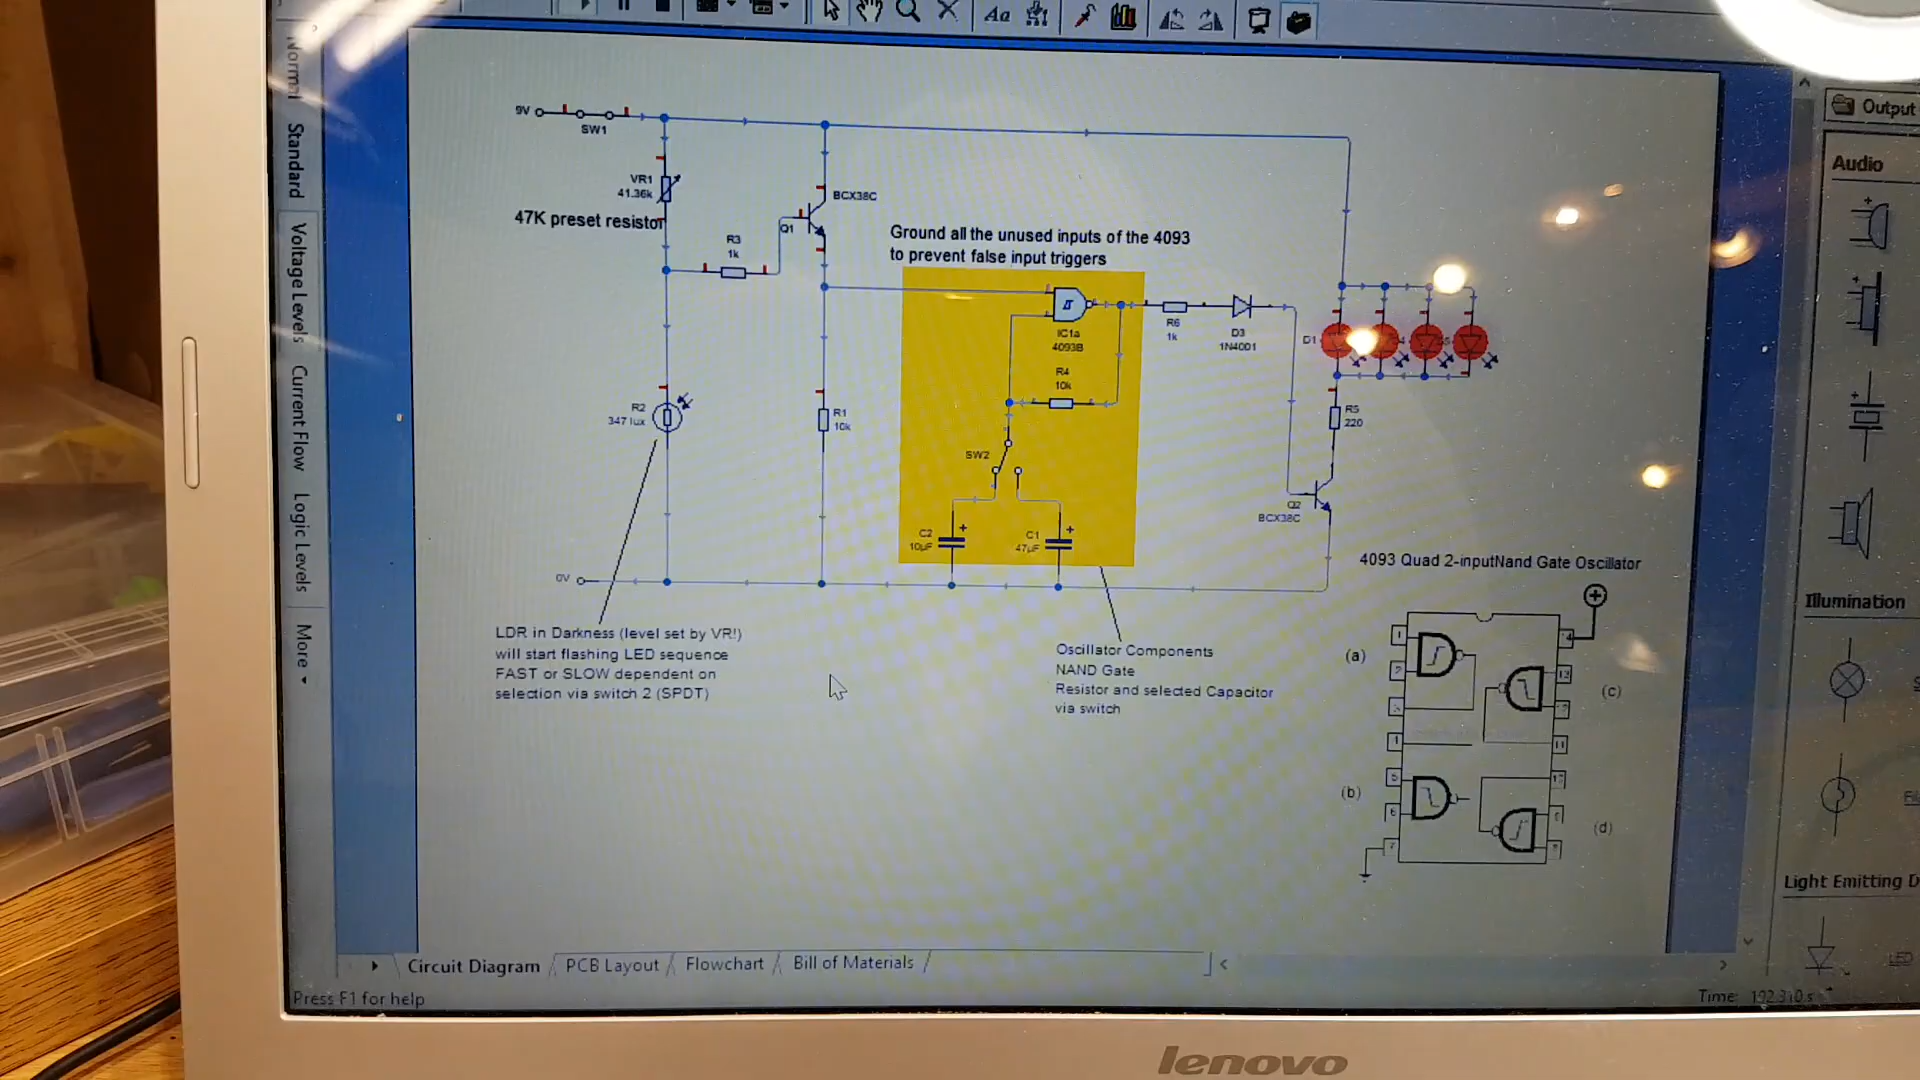 Aa
Normal
Standard
Voltage Levels
Current Flow
Logic Levels
More
9V
SW1
VR1
41.36k
47K preset resistor
R3
1k
Q1
BCX38C
Ground all the unused inputs of the 4093
to prevent false input triggers
IC1a
4093B
R4
10k
R6
1k
D3
1N4001
D1
R2
347 lux
R1
10k
SW2
C2
10µF
C1
47µF
R5
220
Q2
BCX38C
0V
LDR in Darkness (level set by VR!)
will start flashing LED sequence
FAST or SLOW dependent on
selection via switch 2 (SPDT)
Oscillator Components
NAND Gate
Resistor and selected Capacitor
via switch
4093 Quad 2-inputNand Gate Oscillator
(a)
(b)
(c)
(d)
Output
Audio
Illumination
Light Emitting D
LED
Circuit Diagram
PCB Layout
Flowchart
Bill of Materials
Press F1 for help
Time: 192.310 s
lenovo